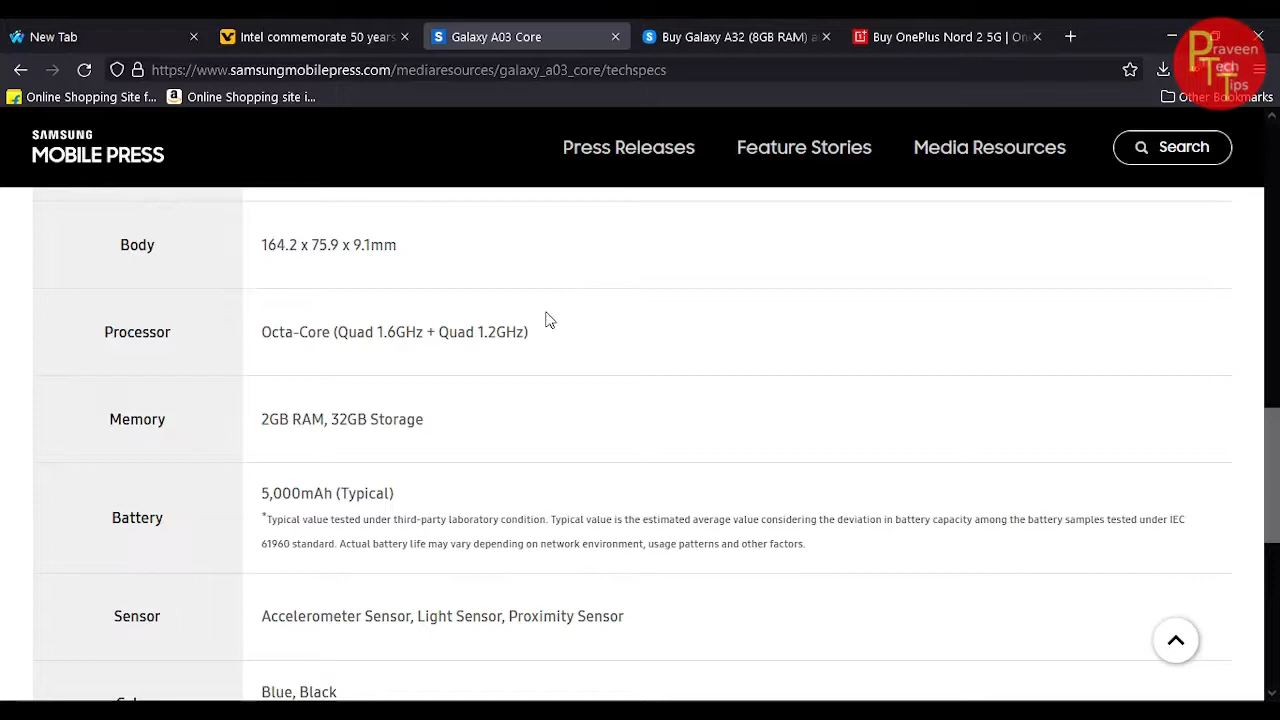 New Tab
Intel commemorate 50 years
Galaxy A03 Core
Buy Galaxy A32 (8GB RAM) a
Buy OnePlus Nord 2 5G | On
Praveen
Tech
Tips
https://www.samsungmobilepress.com/mediaresources/galaxy_a03_core/techspecs
Online Shopping Site f...
Online Shopping site i...
Other Bookmarks
SAMSUNG
MOBILE PRESS
Press Releases
Feature Stories
Media Resources
Search
Body
164.2 x 75.9 x 9.1mm
Processor
Octa-Core (Quad 1.6GHz + Quad 1.2GHz)
Memory
2GB RAM, 32GB Storage
Battery
5,000mAh (Typical)
*Typical value tested under third-party laboratory condition. Typical value is the estimated average value considering the deviation in battery capacity among the battery samples tested under IEC
61960 standard. Actual battery life may vary depending on network environment, usage patterns and other factors.
Sensor
Accelerometer Sensor, Light Sensor, Proximity Sensor
Blue, Black